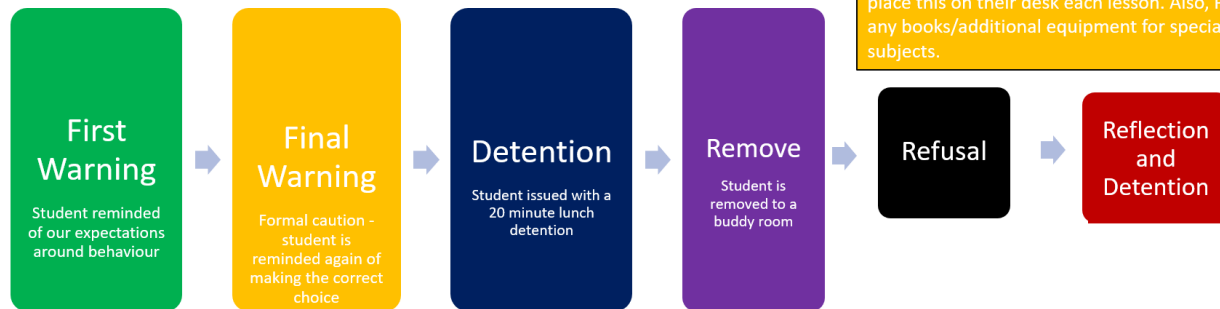 place this on their desk each lesson. Also,
any books/additional equipment for
subjects.
First
Warning
Student reminded
of our expectations
around behaviour
Final
Warning
Formal caution -
student is
reminded again of
making the correct
choice
Detention
Student issued with a
20 minute lunch
detention
Remove
Student is
removed to a
buddy room
Refusal
Reflection
and
Detention